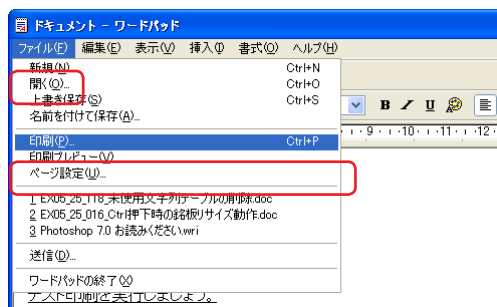 ドキュメント - ワードパッド
ファイル(F) 編集(E) 表示(V) 挿入(I) 書式(O) ヘルプ(H)
新規(N)... Ctrl+N
開く(O)... Ctrl+O
上書き保存(S) Ctrl+S
名前を付けて保存(A)...
B I U
印刷(P)... Ctrl+P
9 10 11 12
印刷プレビュー(V)
ページ設定(U)...
1 EX05_25_118_未使用文字列テーブルの削除.doc
2 EX05_25_016_Ctrl押下時の銘板リサイズ動作.doc
3 Photoshop 7.0 お読みください.wri
送信(D)...
ワードパッドの終了(X)
テスト印刷を実行しましょう。